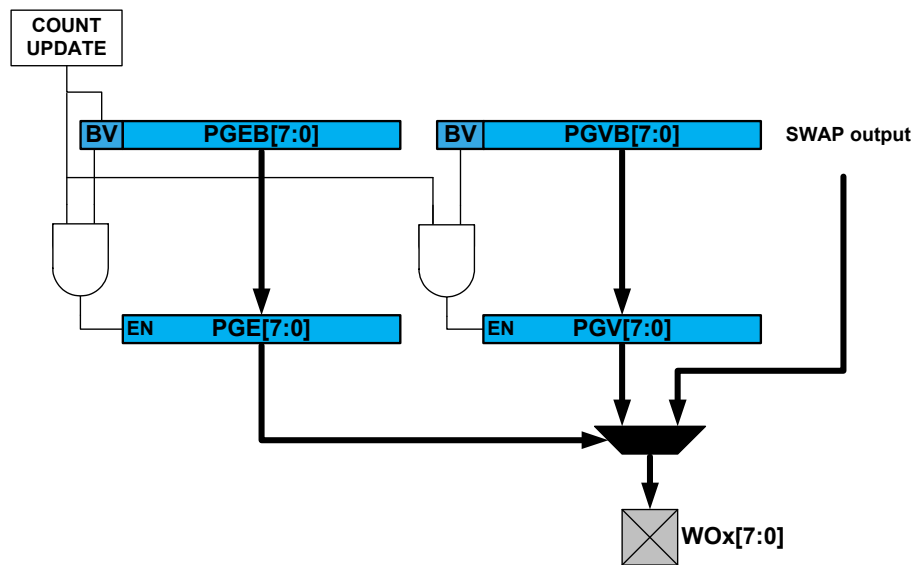 COUNT
UPDATE
BV PGEB[7:0] BV PGVB[7:0] SWAP output
EN PGE[7:0] EN PGV[7:0]
WOx[7:0]